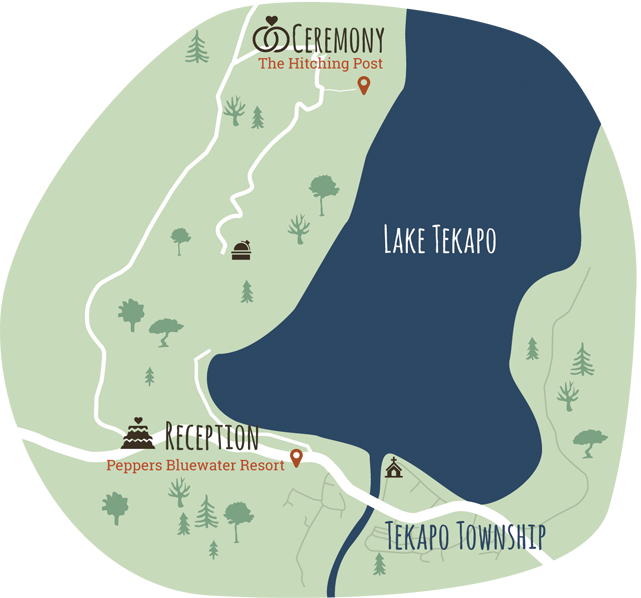 Ceremony
The Hitching Post
Lake Tekapo
Reception
Peppers Bluewater Resort
Tekapo Township